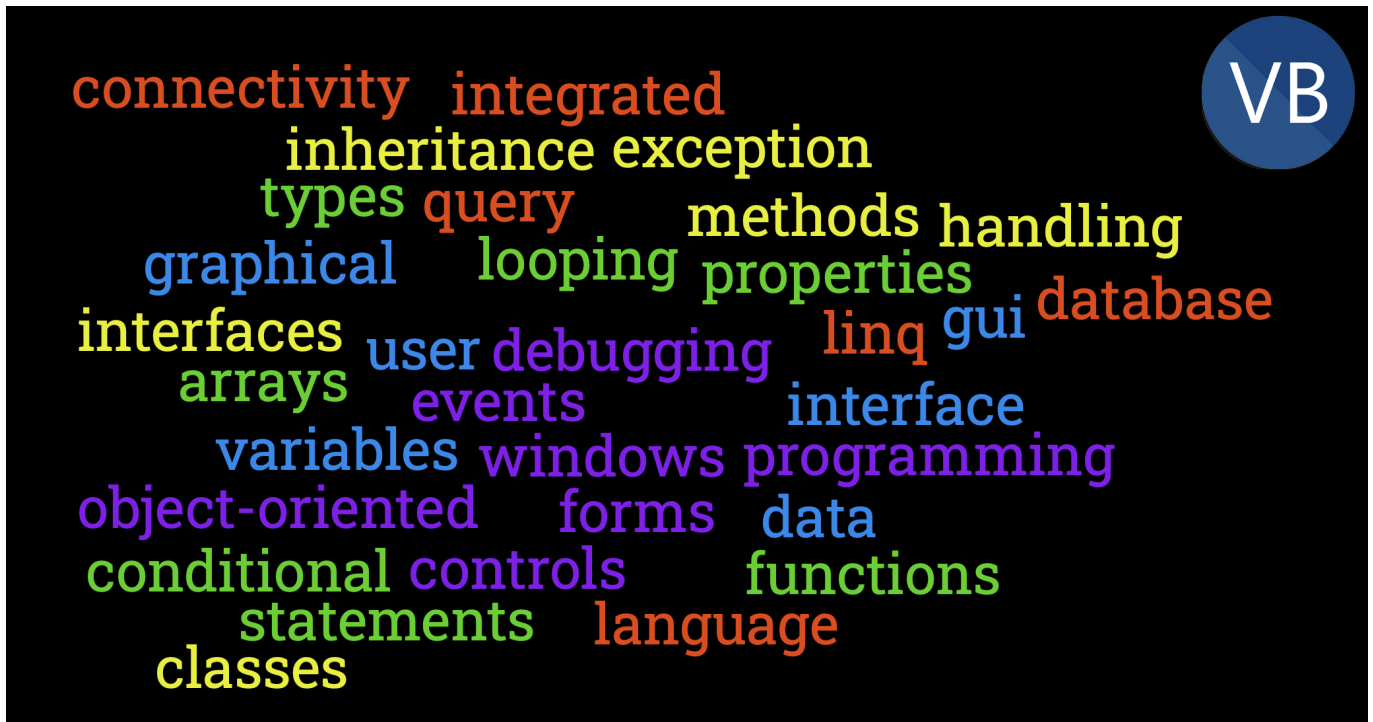 connectivity integrated
VB
inheritance exception
types query methods handling
graphical looping properties
database
interfaces user debugging linq gui
arrays events interface
variables windows programming
object-oriented forms data
conditional controls functions
statements language
classes